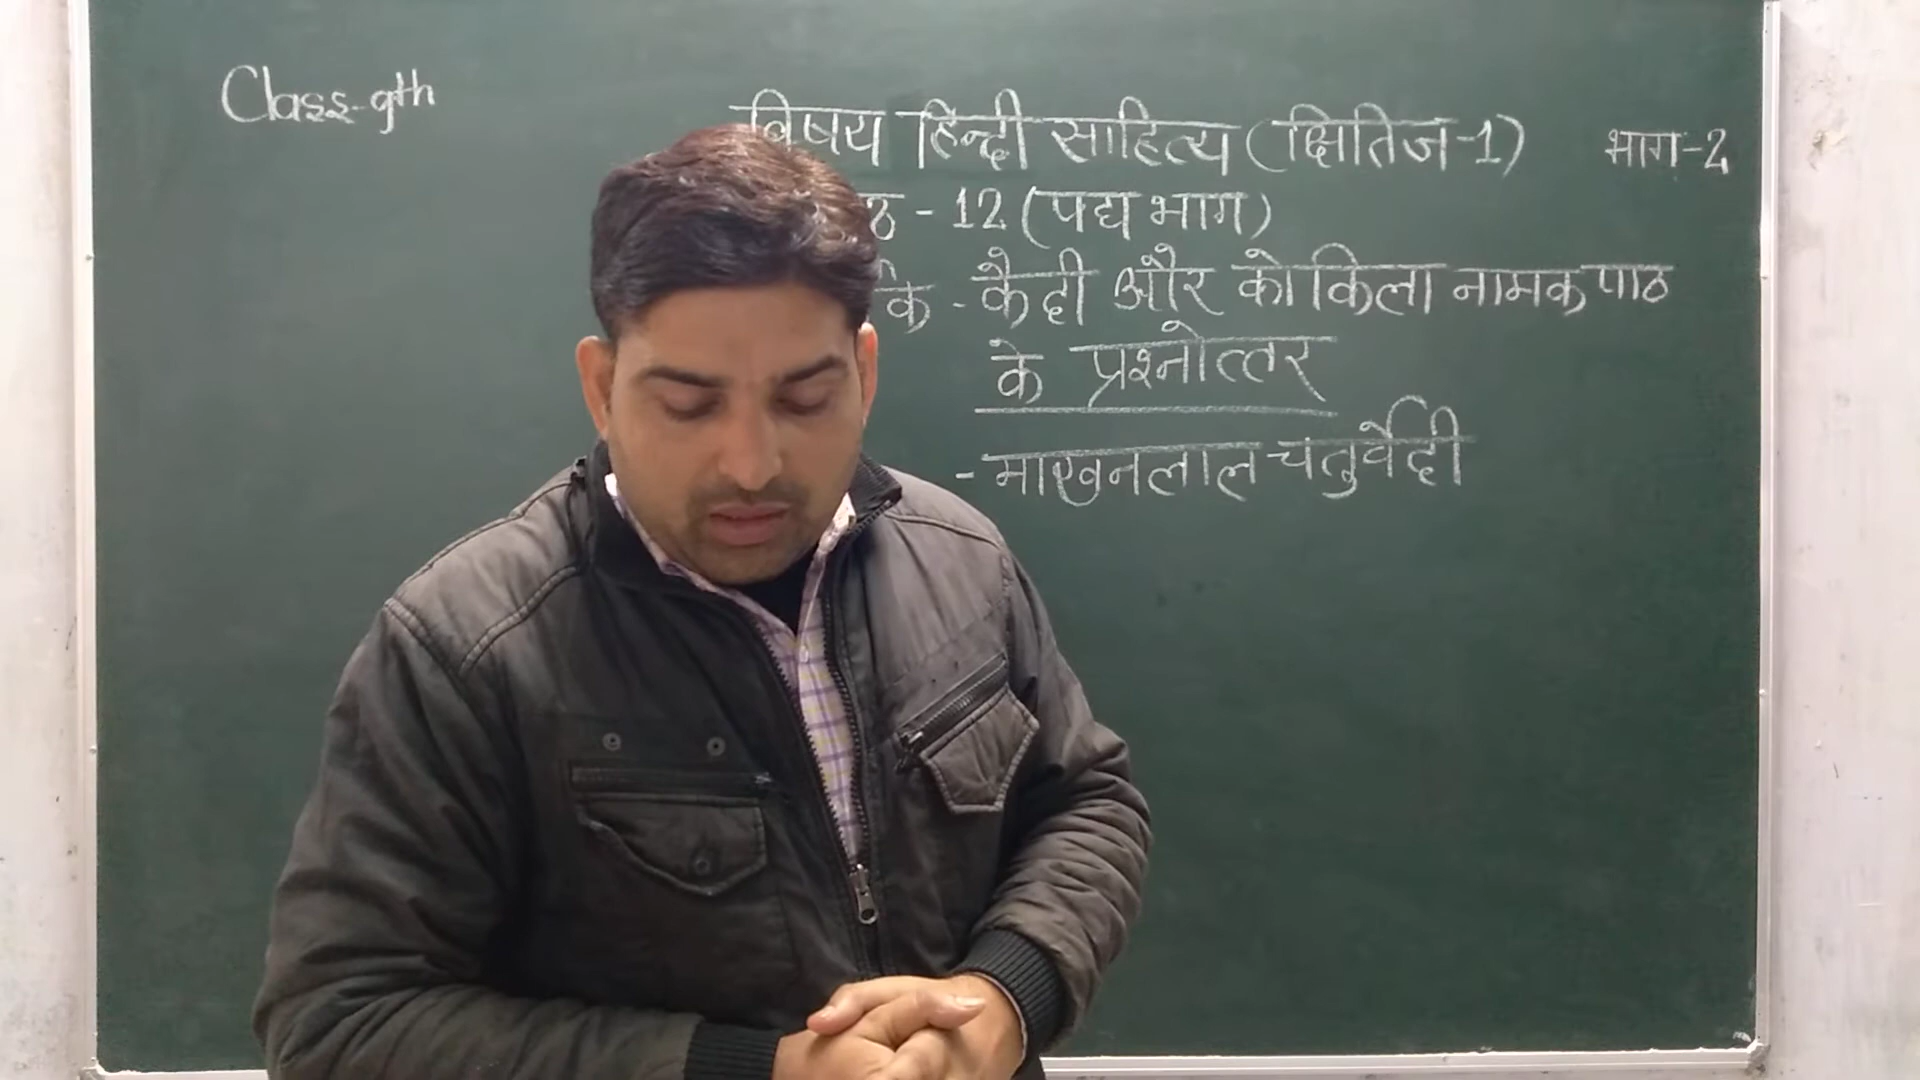 Class-9th
विषय हिन्दी साहित्य (क्षितिज-1) भाग-2
ठ - 12 (पद्य भाग)
र्क - कैदी और कोकिला नामक पाठ
के प्रश्नोत्तर
- माखनलाल चतुर्वेदी